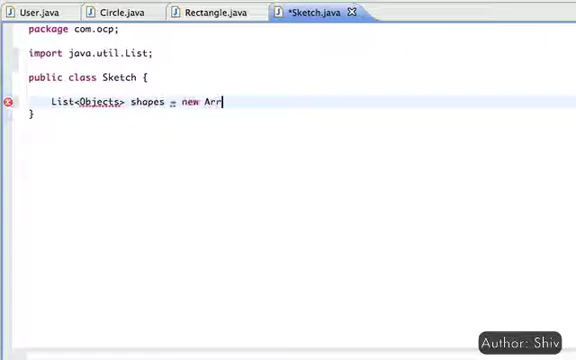 User.java Circle.java Rectangle.java *Sketch.java
package com.ocp;
import java.util.List;
public class Sketch {
List<Objects> shapes = new Arr
}
Author: Shiv